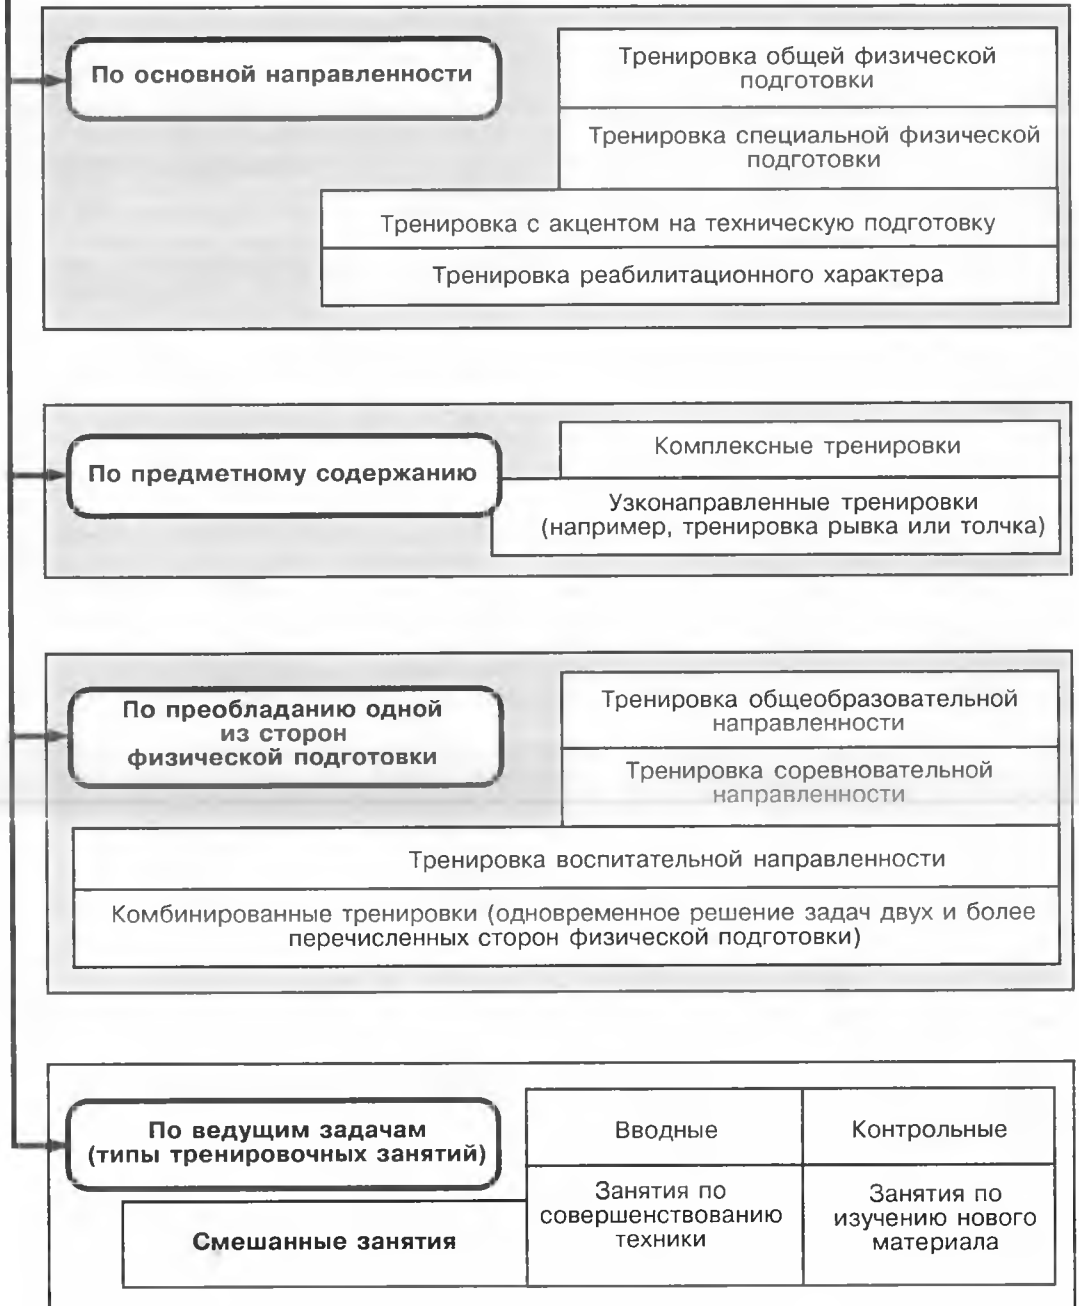 По основной направленности
Тренировка общей физической
подготовки
Тренировка специальной физической
подготовки
Тренировка с акцентом на техническую подготовку
Тренировка реабилитационного характера
По предметному содержанию
Комплексные тренировки
Узконаправленные тренировки
(например, тренировка рывка или толчка)
По преобладанию одной
из сторон
физической подготовки
Тренировка общеобразовательной
направленности
Тренировка соревновательной
направленности
Тренировка воспитательной направленности
Комбинированные тренировки (одновременное решение задач двух и более
перечисленных сторон физической подготовки)
По ведущим задачам
(типы тренировочных занятий)
Вводные
Контрольные
Смешанные занятия
Занятия по
совершенствованию
техники
Занятия по
изучению нового
материала